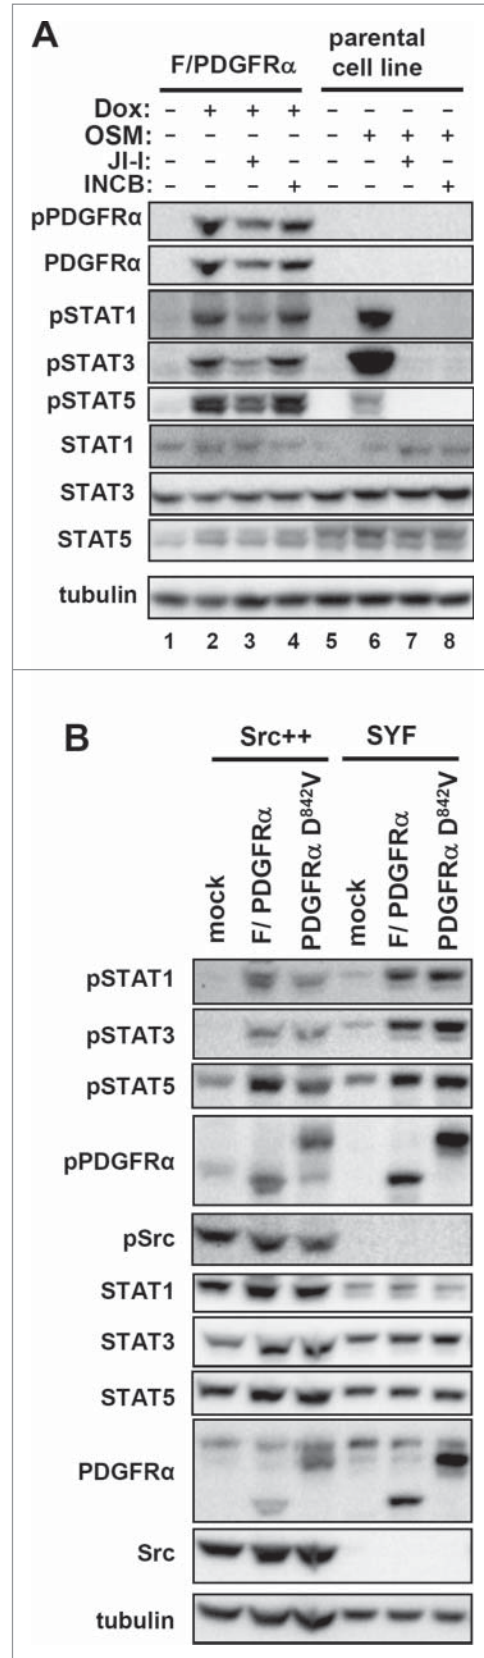 A
F/PDGFRα
parental
cell line
Dox: - + + + - - - -
OSM: - - - - - + + +
JI-I: - - + - - - + -
INCB: - - - + - - - +
pPDGFRα
PDGFRα
pSTAT1
pSTAT3
pSTAT5
STAT1
STAT3
STAT5
tubulin
1 2 3 4 5 6 7 8
B
Src++ SYF
mock F/ PDGFRα PDGFRα D⁸⁴²V mock F/ PDGFRα PDGFRα D⁸⁴²V
pSTAT1
pSTAT3
pSTAT5
pPDGFRα
pSrc
STAT1
STAT3
STAT5
PDGFRα
Src
tubulin